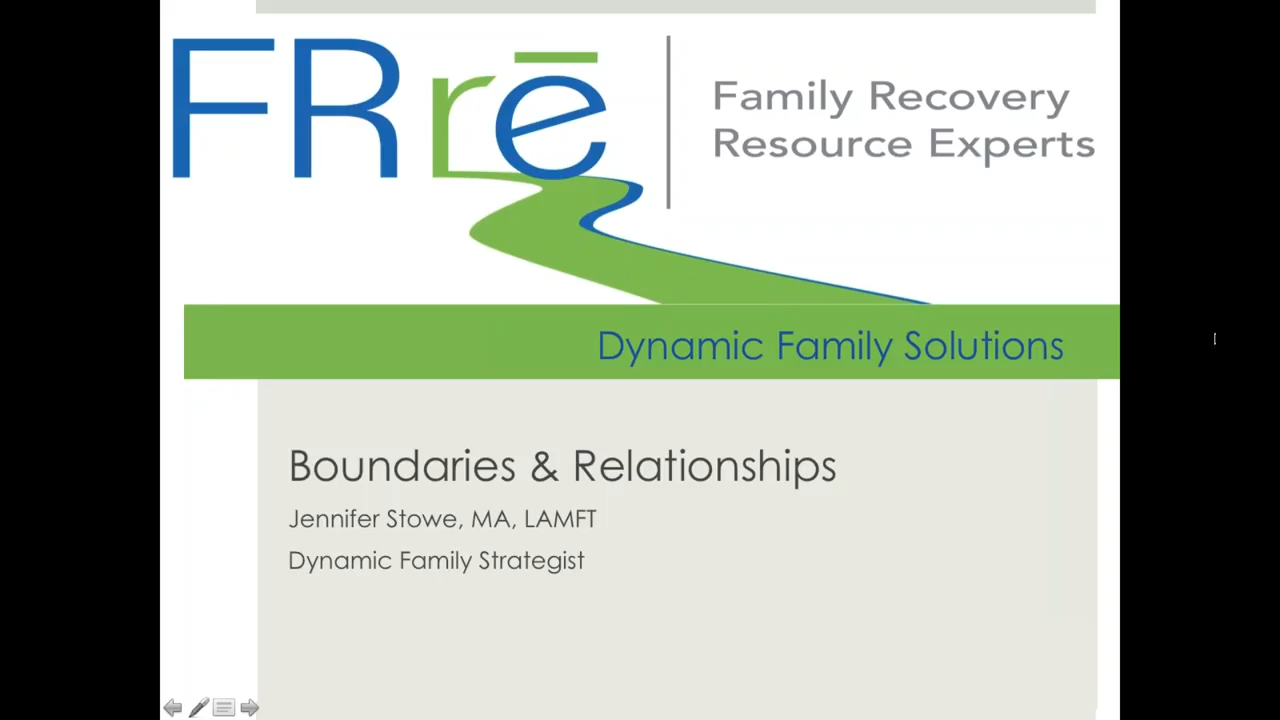 FRrē
Family Recovery
Resource Experts
Dynamic Family Solutions
Boundaries & Relationships
Jennifer Stowe, MA, LAMFT
Dynamic Family Strategist